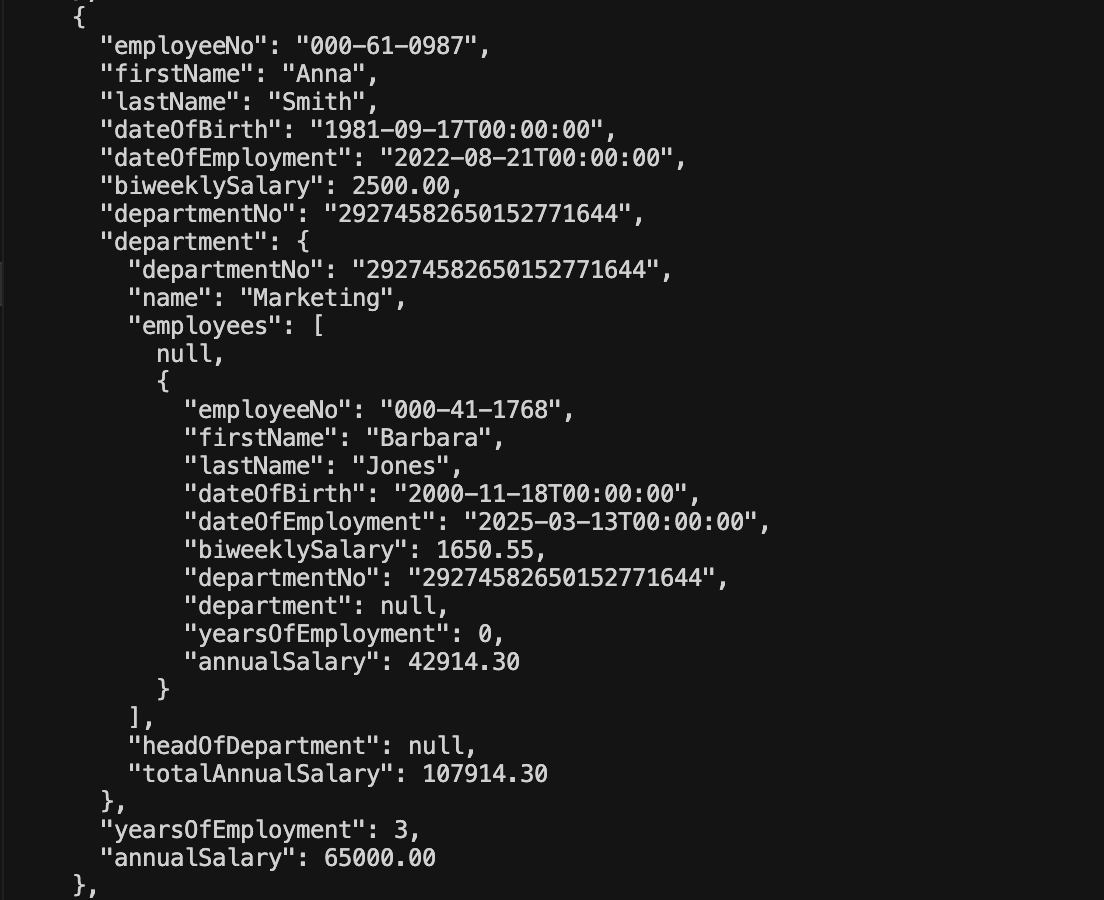 {
"employeeNo": "000-61-0987",
"firstName": "Anna",
"lastName": "Smith",
"dateOfBirth": "1981-09-17T00:00:00",
"dateOfEmployment": "2022-08-21T00:00:00",
"biweeklySalary": 2500.00,
"departmentNo": "29274582650152771644",
"department": {
"departmentNo": "29274582650152771644",
"name": "Marketing",
"employees": [
null,
{
"employeeNo": "000-41-1768",
"firstName": "Barbara",
"lastName": "Jones",
"dateOfBirth": "2000-11-18T00:00:00",
"dateOfEmployment": "2025-03-13T00:00:00",
"biweeklySalary": 1650.55,
"departmentNo": "29274582650152771644",
"department": null,
"yearsOfEmployment": 0,
"annualSalary": 42914.30
}
],
"headOfDepartment": null,
"totalAnnualSalary": 107914.30
},
"yearsOfEmployment": 3,
"annualSalary": 65000.00
},